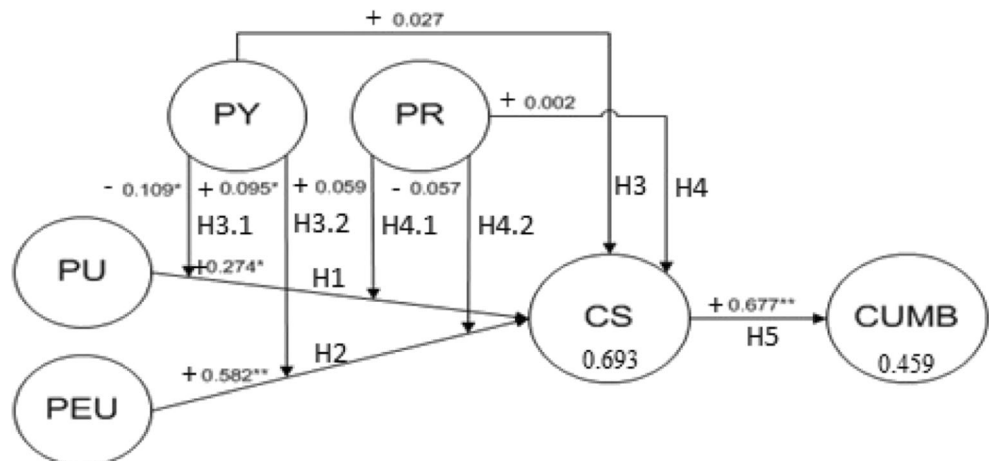 + 0.027
PY
PR
+ 0.002
- 0.109*
+ 0.095*
+ 0.059
- 0.057
H3
H4
H3.1
H3.2
H4.1
H4.2
PU
+0.274*
H1
CS
0.693
+ 0.677**
H5
CUMB
0.459
H2
+ 0.582**
PEU